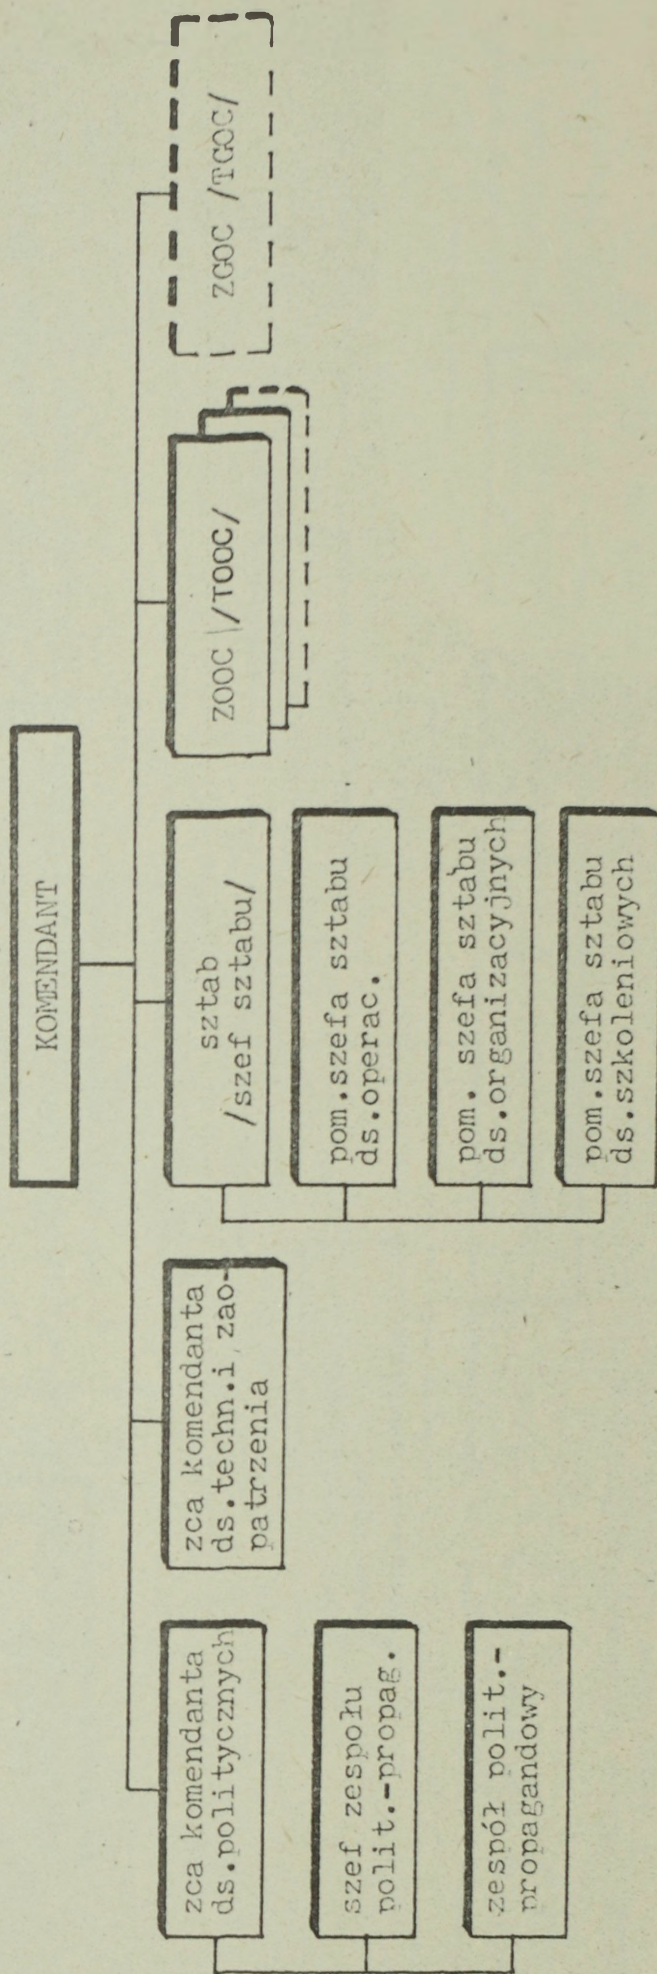 KOMENDANT
zca komendanta
ds.politycznych
szef zespołu
polit.-propag.
zespół polit.-
propagandowy
zca komendanta
ds.techn.i zao-
patrzenia
sztab
/szef sztabu/
pom.szefa sztabu
ds.operac.
pom. szefa sztabu
ds.organizacyjnych
pom.szefa sztabu
ds.szkoleniowych
ZOOC /TOOC/
ZGOC /TGOC/